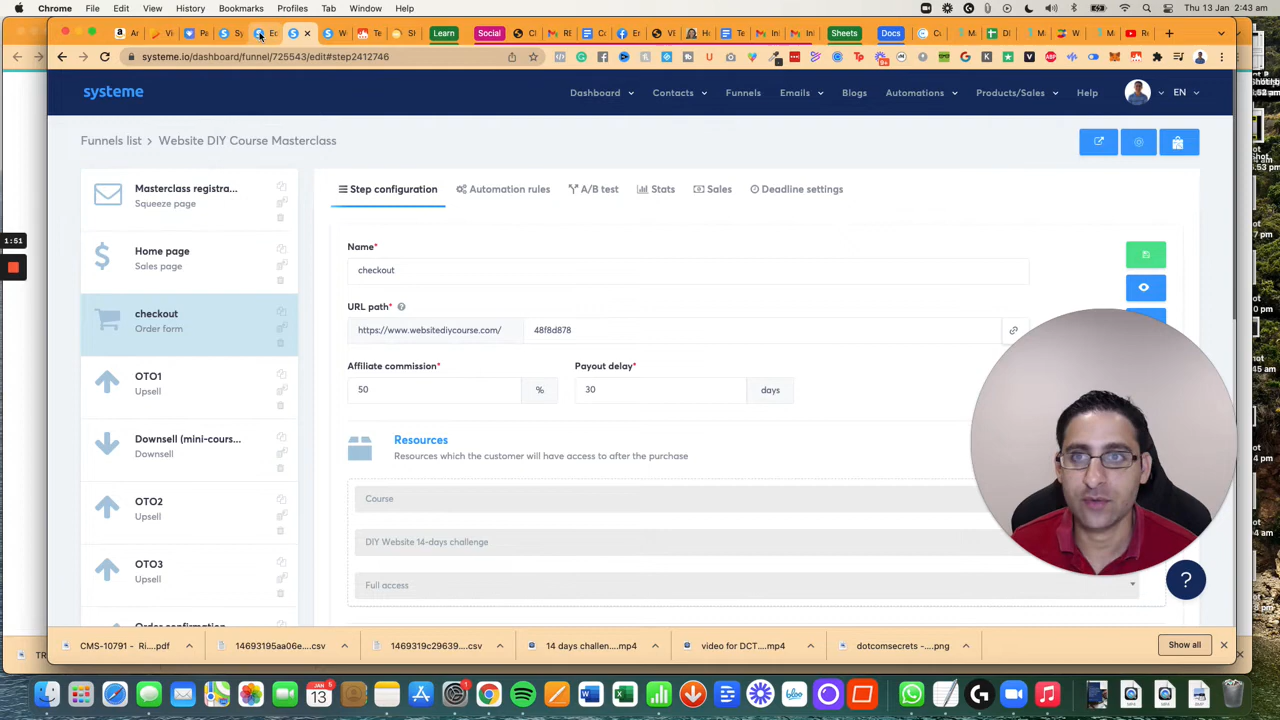 Chrome File Edit View History Bookmarks Profiles Tab Window Help Fri Jan 13 2:43 AM
Learn Social Sheets Docs
systeme.io/dashboard/funnel/725543/edit#step2412746
systeme Dashboard Contacts Funnels Emails Blogs Automations Products/Sales Help EN
Funnels list > Website DIY Course Masterclass
Masterclass registra...
Squeeze page
Home page
Sales page
checkout
Order form
OTO1
Upsell
Downsell (mini-cours...
Downsell
OTO2
Upsell
OTO3
Upsell
Order confirmation
Step configuration Automation rules A/B test Stats Sales Deadline settings
Name*
checkout
URL path*
https://www.websitediycourse.com/ 48f8d878
Affiliate commission* Payout delay*
50 % 30 days
Resources
Resources which the customer will have access to after the purchase
Course
DIY Website 14-days challenge
Full access
?
1:51
CMS-10791 - Ri....pdf 14693195aa06e....csv 1469319c29639....csv 14 days challen....mp4 video for DCT....mp4 dotcomsecrets -....png Show all
JAN
13